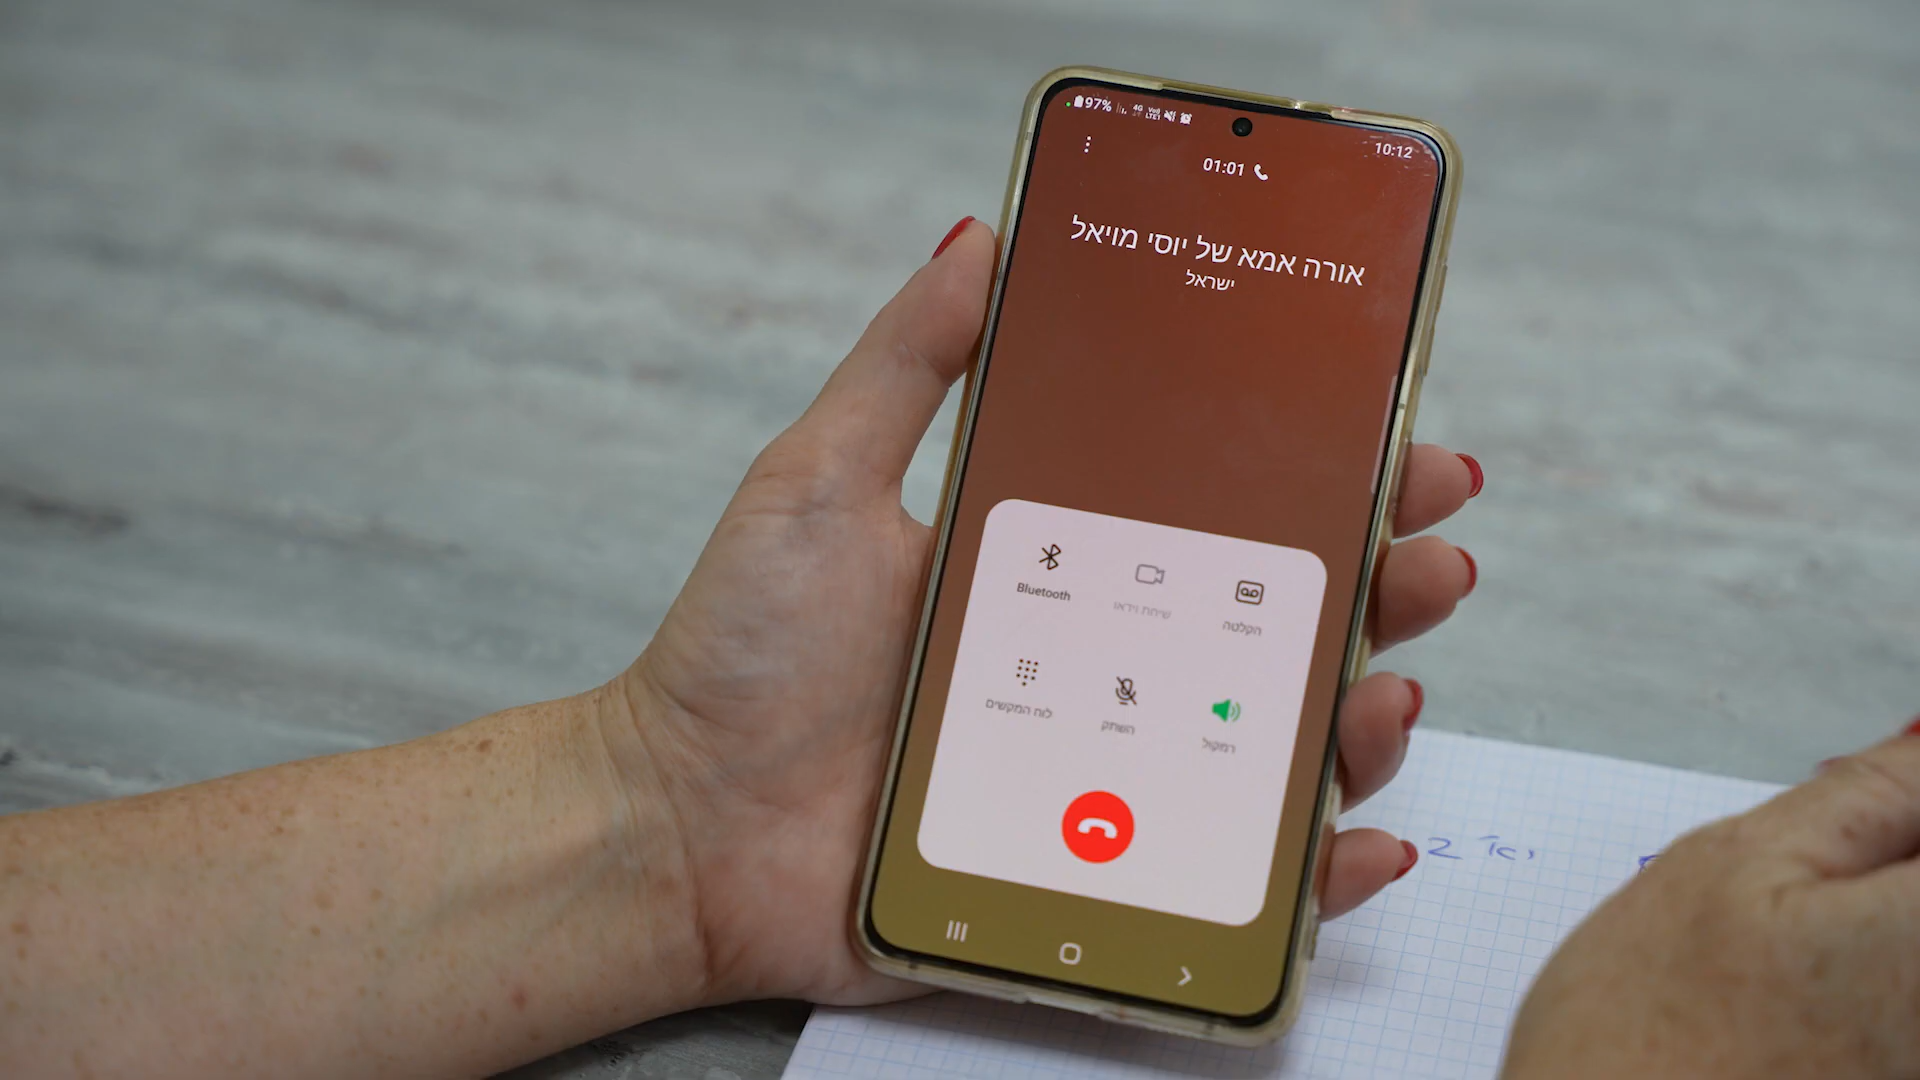 97%
10:12
01:01
אורה אמא של יוסי מויאל
ישראל
הקלטה
שיחת וידאו
Bluetooth
רמקול
השתק
לוח המקשים